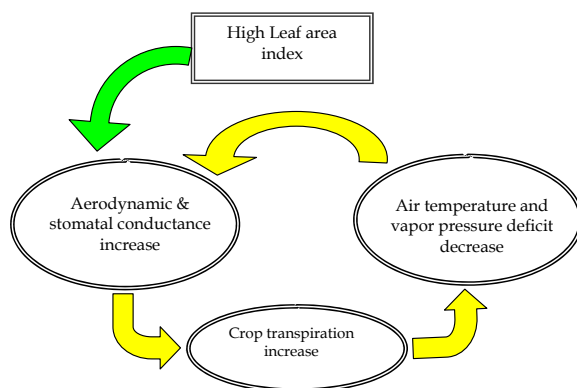 High Leaf area
index
Aerodynamic &
stomatal conductance
increase
Air temperature and
vapor pressure deficit
decrease
Crop transpiration
increase